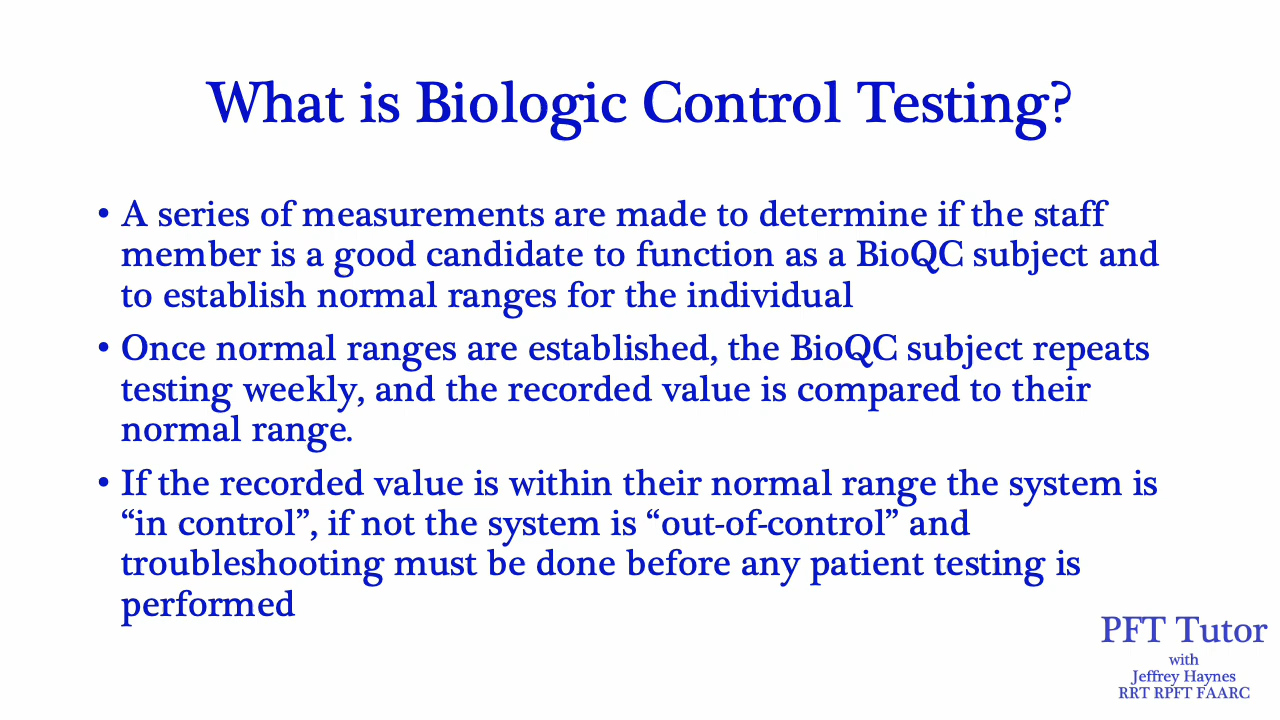 What is Biologic Control Testing?
• A series of measurements are made to determine if the staff
member is a good candidate to function as a BioQC subject and
to establish normal ranges for the individual
• Once normal ranges are established, the BioQC subject repeats
testing weekly, and the recorded value is compared to their
normal range.
• If the recorded value is within their normal range the system is
“in control”, if not the system is “out-of-control” and
troubleshooting must be done before any patient testing is
performed
PFT Tutor
with
Jeffrey Haynes
RRT RPFT FAARC